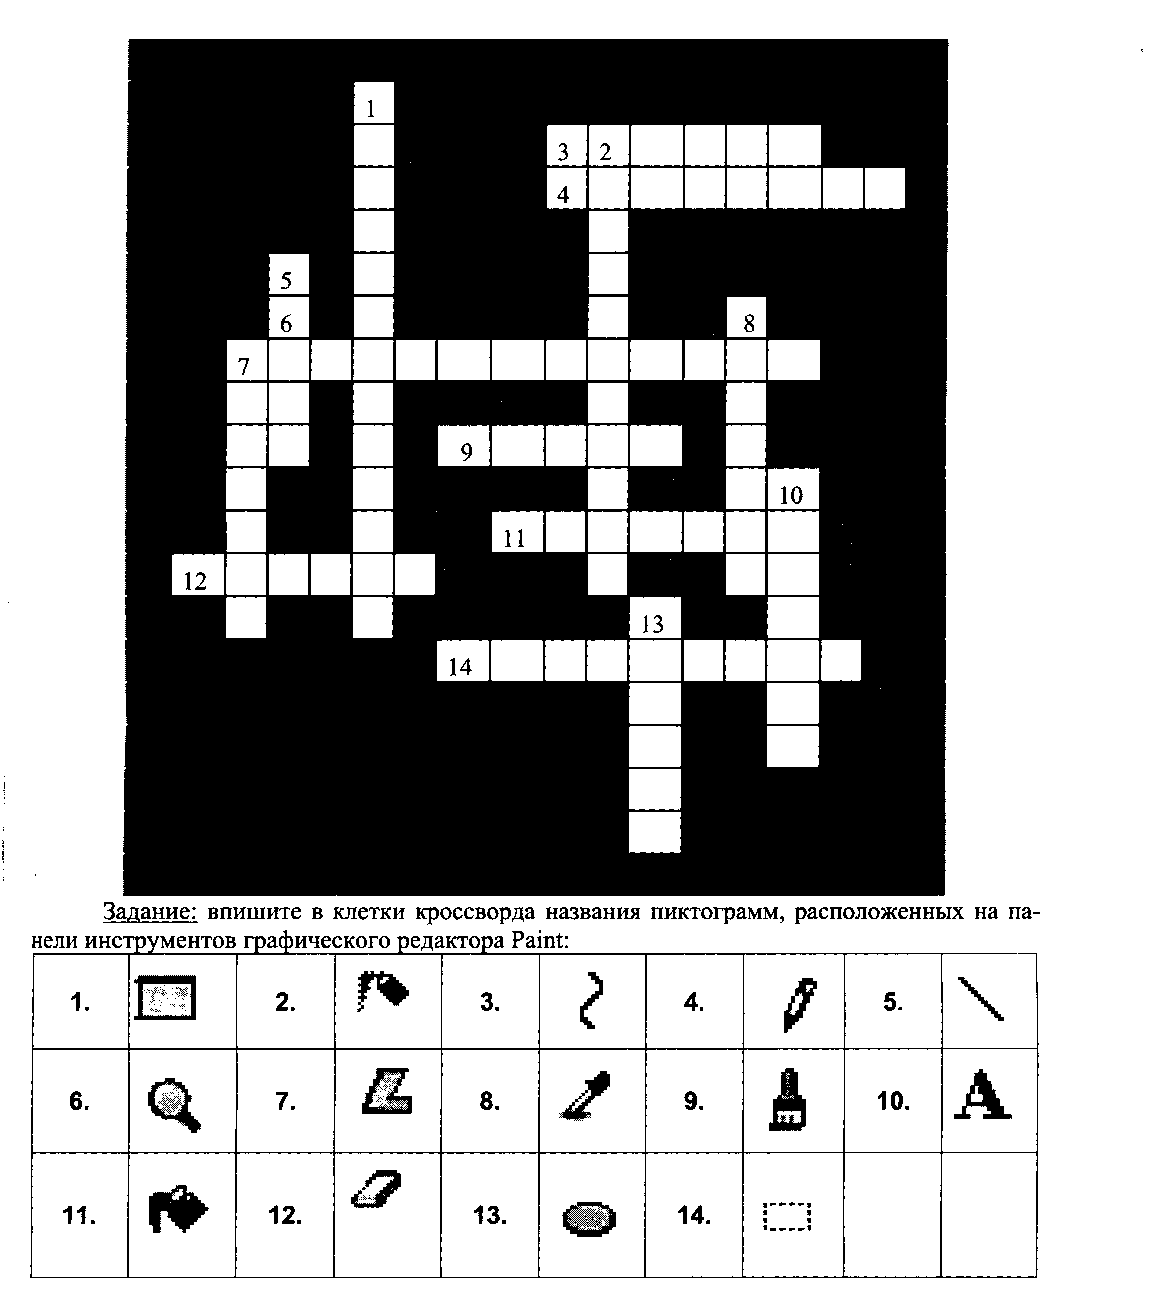 1
3 2
4
5
6 8
7
9
10
11
12
13
14
Задание: впишите в клетки кроссворда названия пиктограмм, расположенных на па-
нели инструментов графического редактора Paint:
1. 2. 3. 4. 5.
6. 7. 8. 9. 10. A
11. 12. 13. 14.